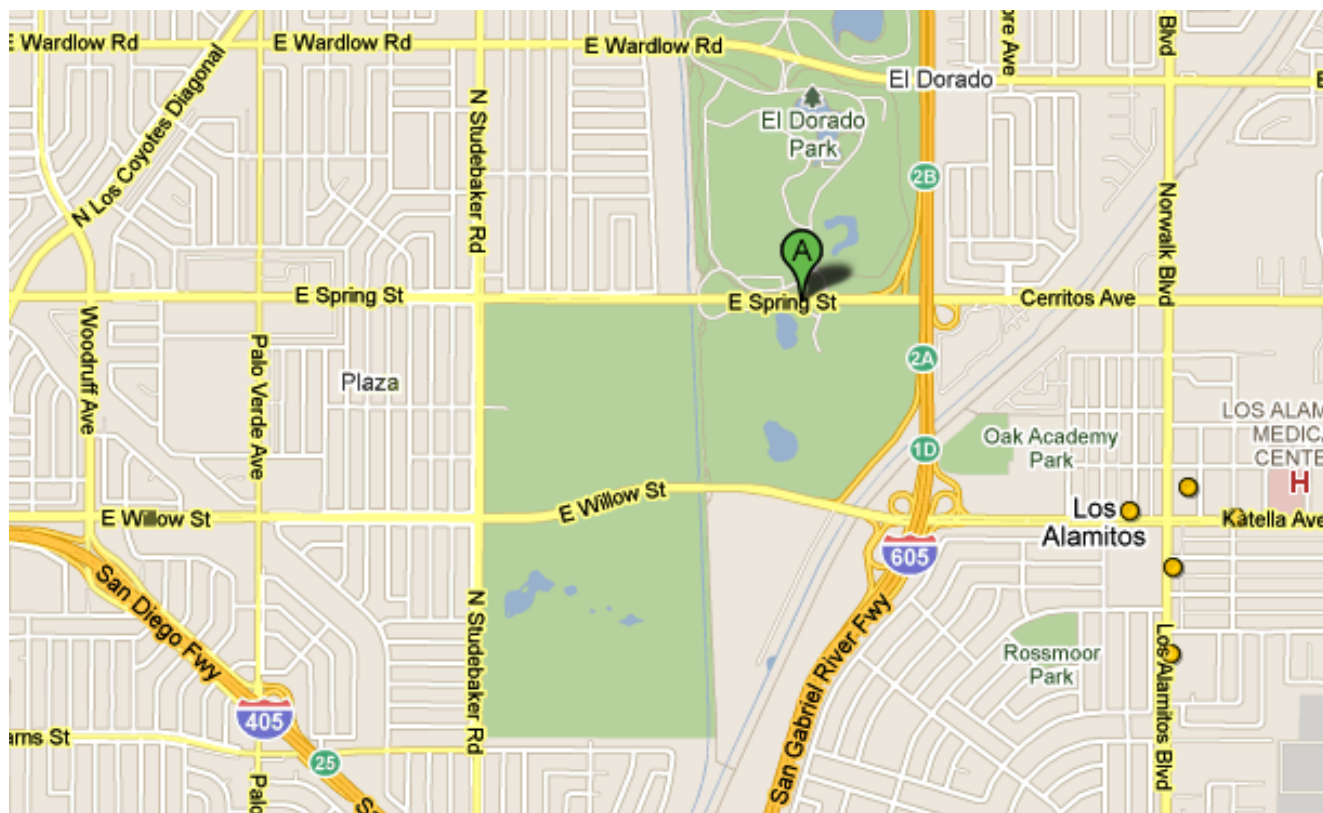 E Wardlow Rd
E Wardlow Rd
E Wardlow Rd
El Dorado
Blvd
N Los Coyotes Diagonal
N Studebaker Rd
El Dorado
Park
2B
Norwalk Blvd
A
E Spring St
E Spring St
Cerritos Ave
Woodruff Ave
Palo Verde Ave
Plaza
2A
LOS ALAM
MEDICA
CENTE
H
Oak Academy
Park
1D
E Willow St
E Willow St
Los
Alamitos
Katella Ave
605
San Diego Fwy
N Studebaker Rd
San Gabriel River Fwy
Rossmoor
Park
Los Alamitos Blvd
405
arns St
25
Palo